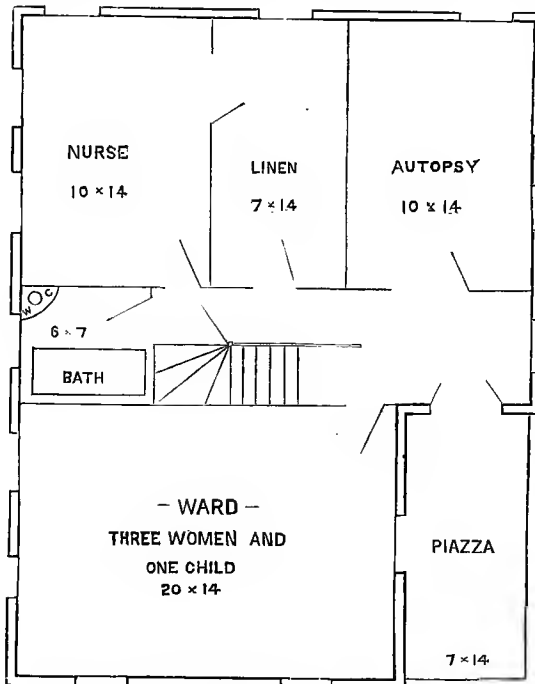 NURSE
10 × 14
LINEN
7 × 14
AUTOPSY
10 × 14
W C
6 × 7
BATH
- WARD -
THREE WOMEN AND
ONE CHILD
20 × 14
PIAZZA
7 × 14